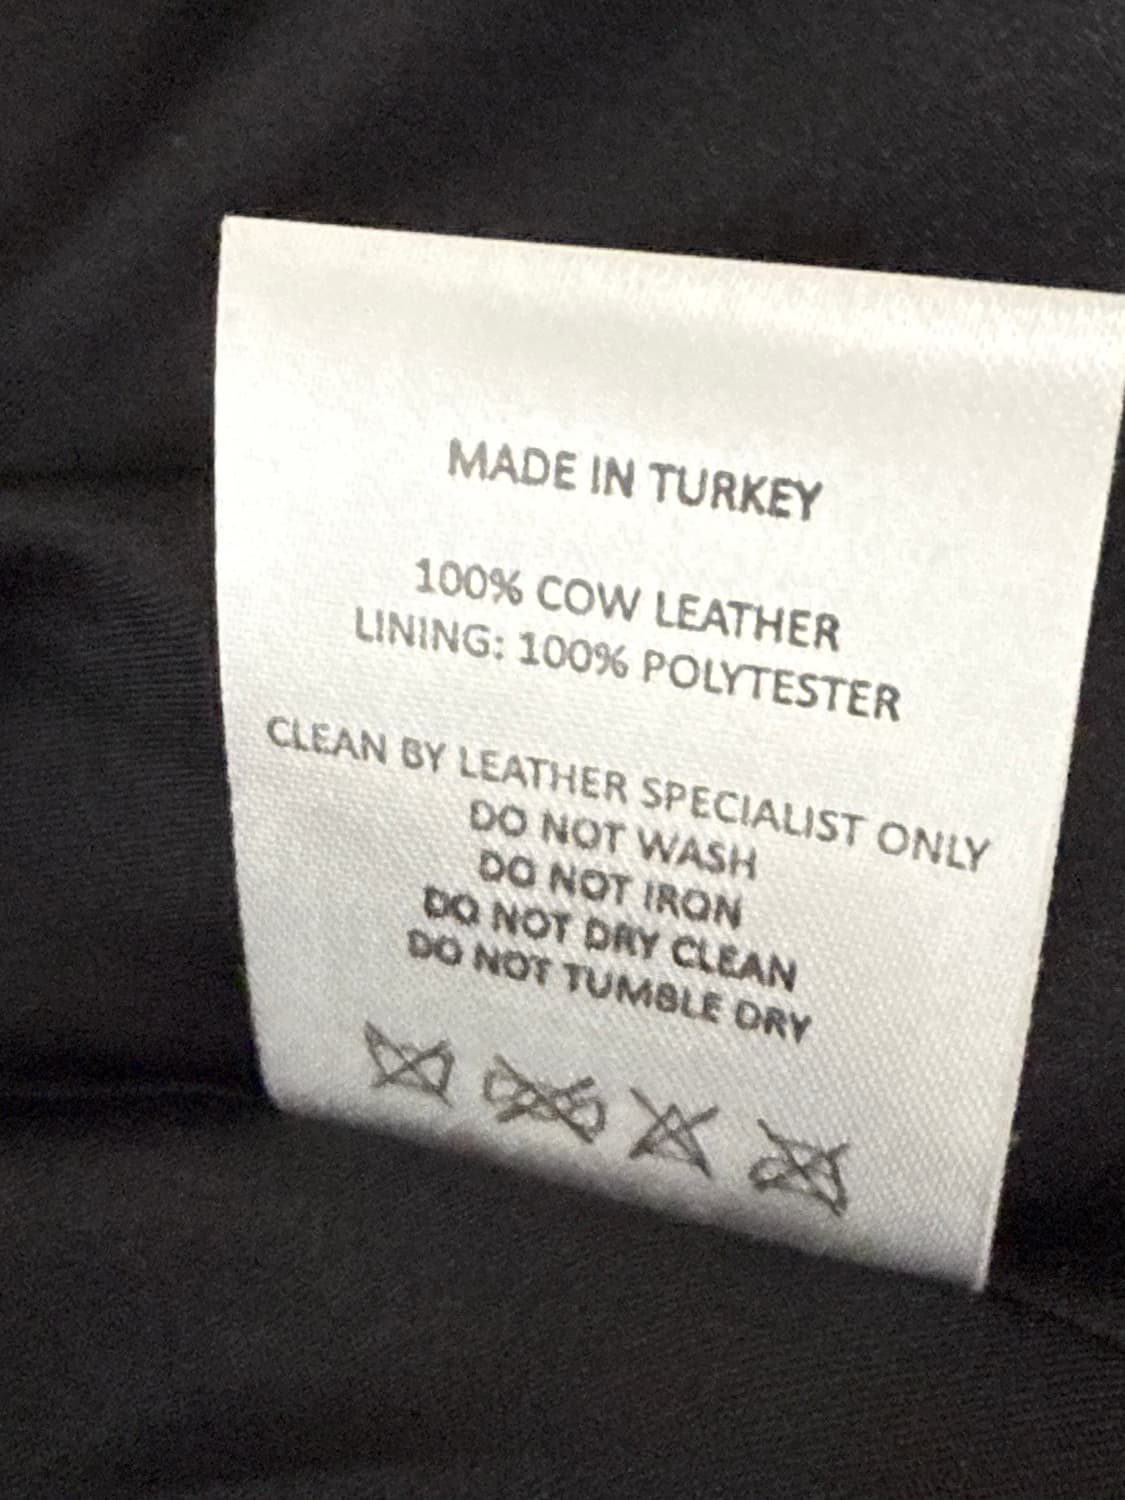 MADE IN TURKEY
100% COW LEATHER
LINING: 100% POLYTESTER
CLEAN BY LEATHER SPECIALIST ONLY
DO NOT WASH
DO NOT IRON
DO NOT DRY CLEAN
DO NOT TUMBLE DRY